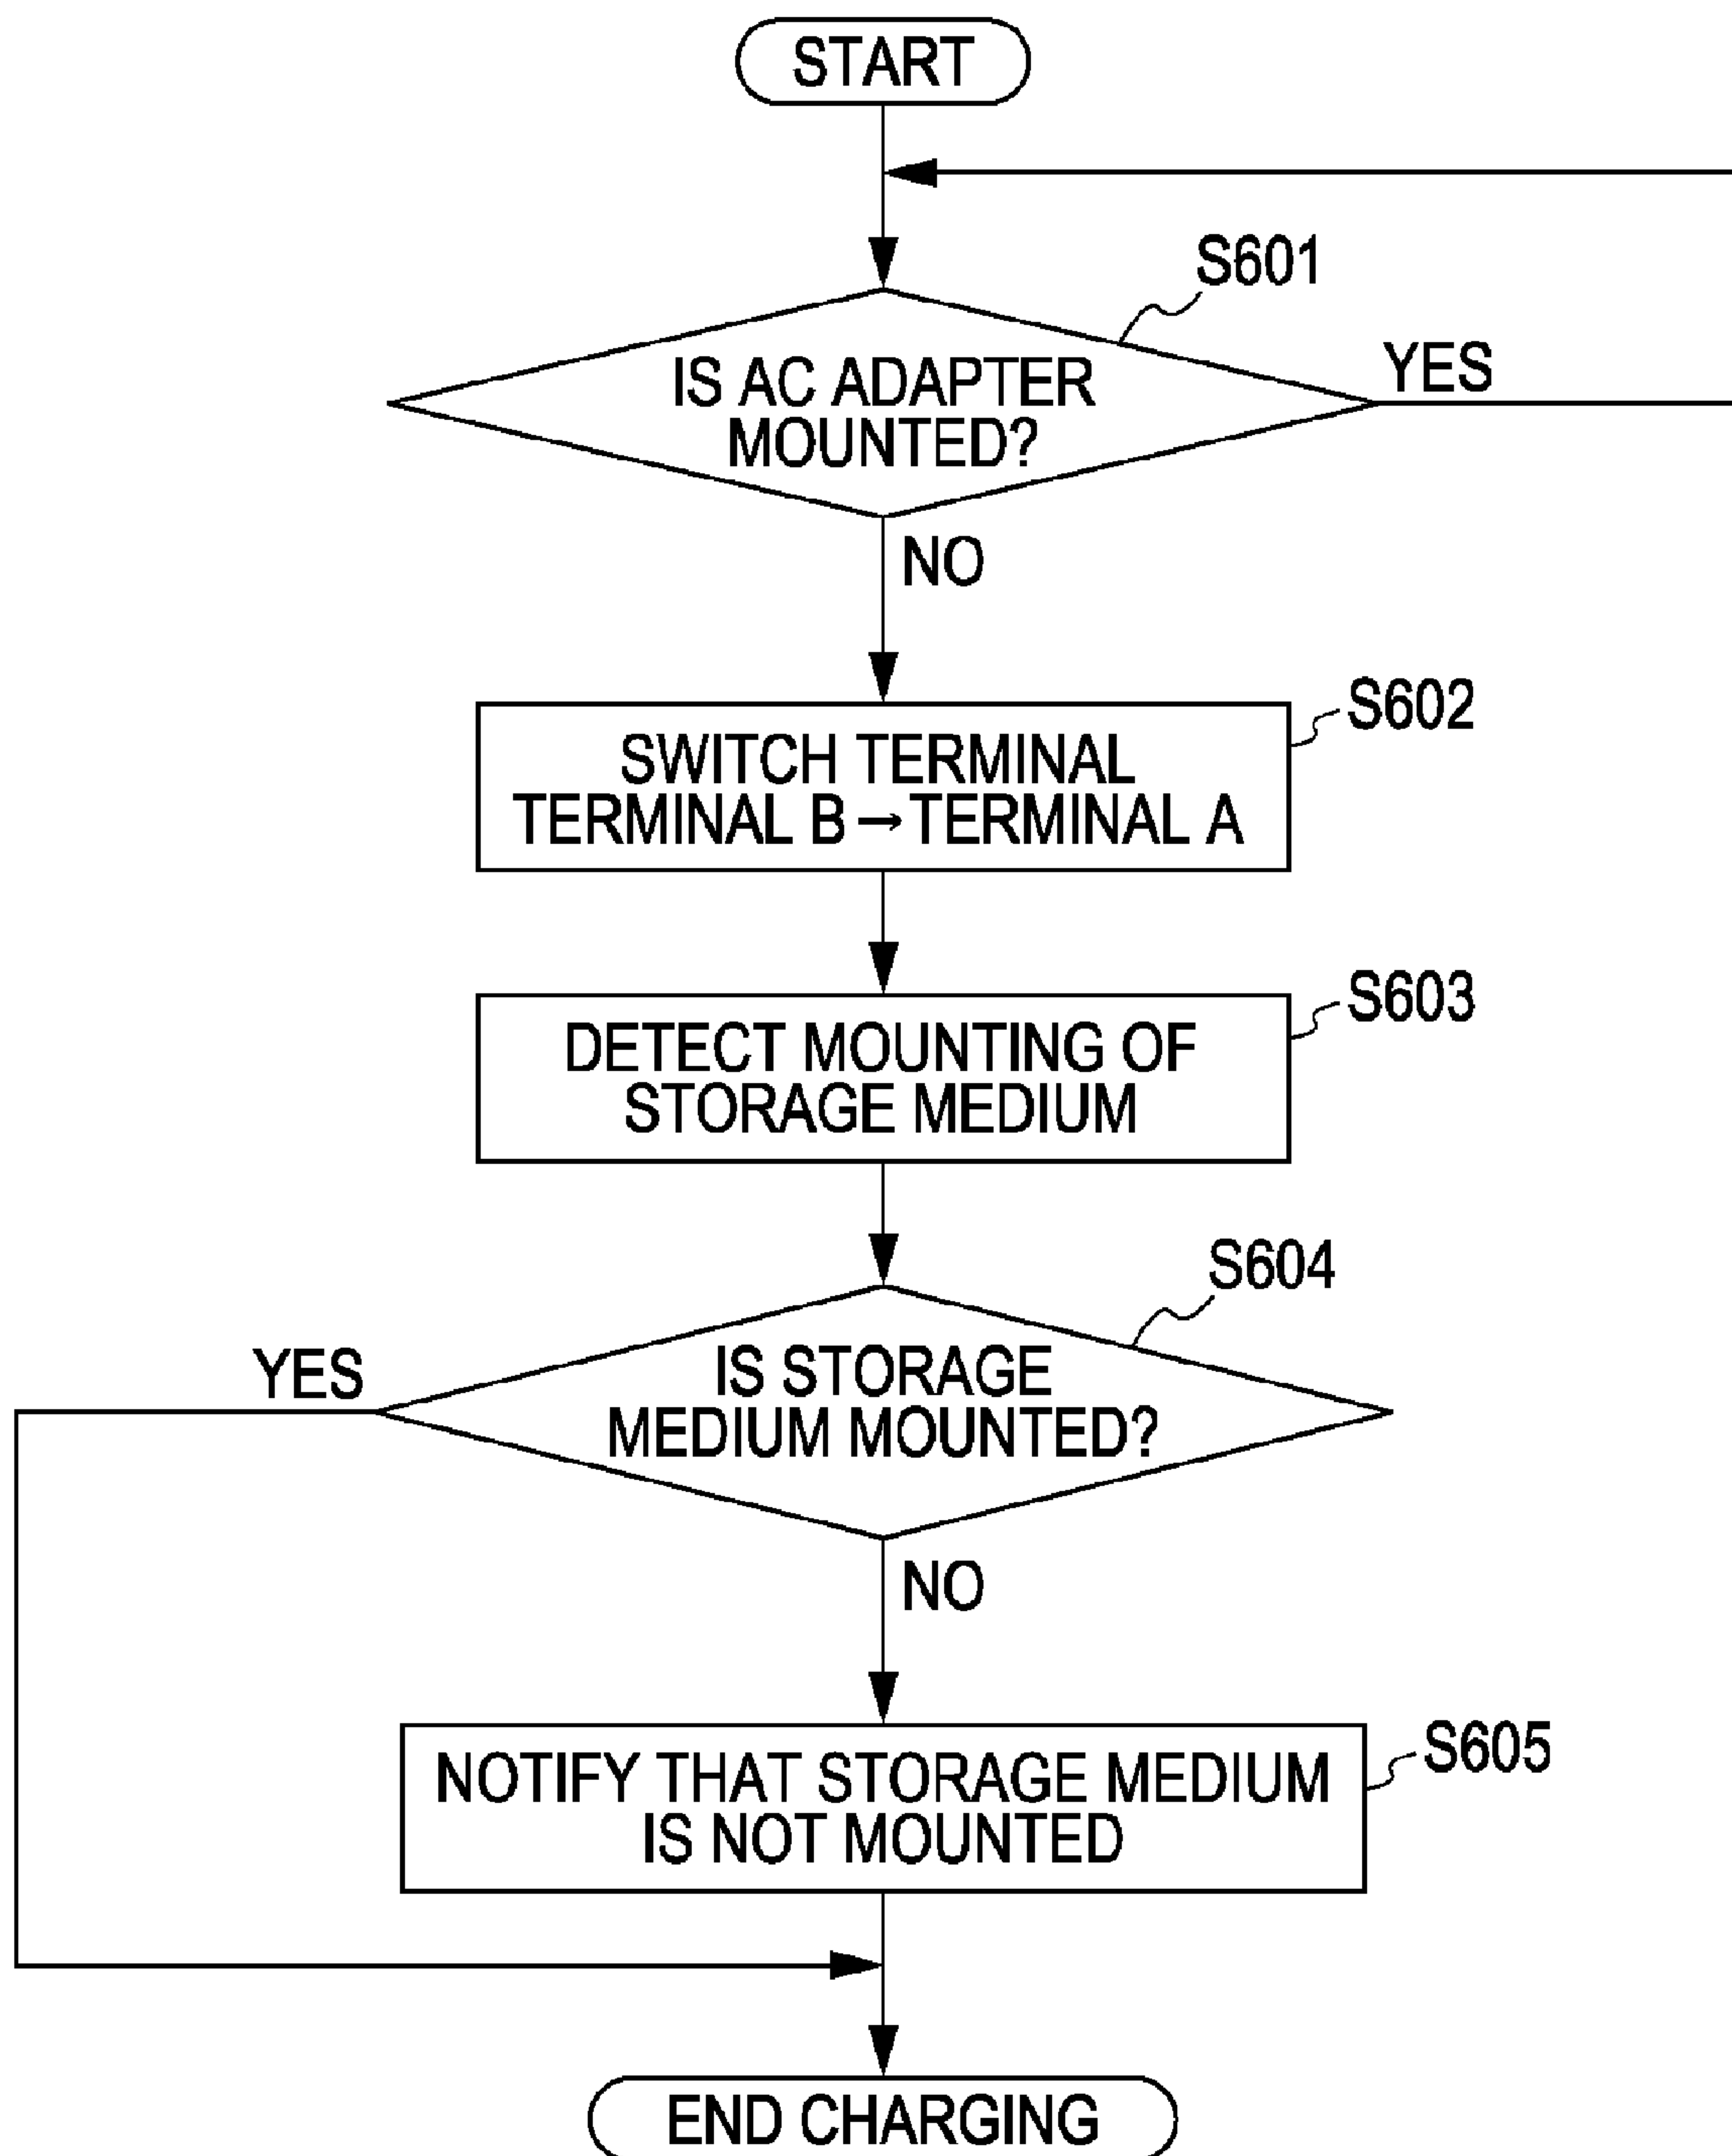 START
S601
IS AC ADAPTER
MOUNTED?
YES
NO
S602
SWITCH TERMINAL
TERMINAL B→TERMINAL A
S603
DETECT MOUNTING OF
STORAGE MEDIUM
S604
YES
IS STORAGE
MEDIUM MOUNTED?
NO
S605
NOTIFY THAT STORAGE MEDIUM
IS NOT MOUNTED
END CHARGING